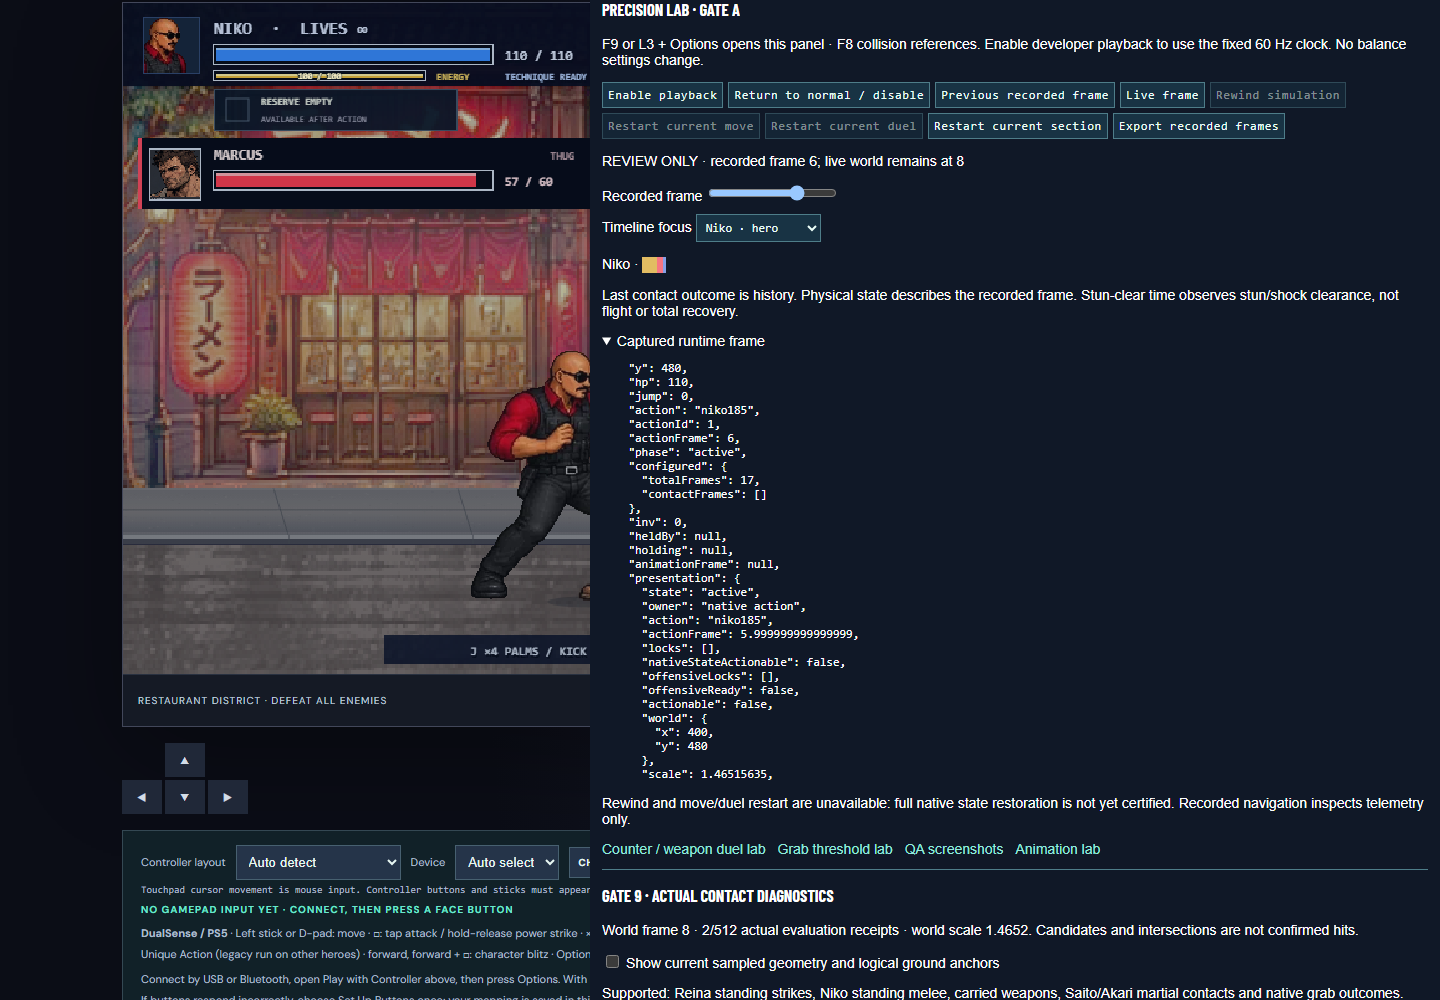 NIKO · LIVES ∞
110 / 110
100 / 100
ENERGY
TECHNIQUE READY
RESERVE EMPTY
AVAILABLE AFTER ACTION
MARCUS
THUG
57 / 60
ラーメン
J ×4 PALMS / KICK
RESTAURANT DISTRICT · DEFEAT ALL ENEMIES
▲
◀ ▼ ▶
Controller layout Auto detect Device Auto select CH
Touchpad cursor movement is mouse input. Controller buttons and sticks must appear
NO GAMEPAD INPUT YET · CONNECT, THEN PRESS A FACE BUTTON
DualSense / PS5 · Left stick or D-pad: move · □: tap attack / hold-release power strike ·
Unique Action (legacy run on other heroes) · forward, forward + □: character blitz · Option
Connect by USB or Bluetooth, open Play with Controller above, then press Options. With
PRECISION LAB · GATE A
F9 or L3 + Options opens this panel · F8 collision references. Enable developer playback to use the fixed 60 Hz clock. No balance
settings change.
Enable playback Return to normal / disable Previous recorded frame Live frame Rewind simulation
Restart current move Restart current duel Restart current section Export recorded frames
REVIEW ONLY · recorded frame 6; live world remains at 8
Recorded frame
Timeline focus Niko · hero
Niko ·
Last contact outcome is history. Physical state describes the recorded frame. Stun-clear time observes stun/shock clearance, not
flight or total recovery.
▼ Captured runtime frame
"y": 480,
"hp": 110,
"jump": 0,
"action": "niko185",
"actionId": 1,
"actionFrame": 6,
"phase": "active",
"configured": {
"totalFrames": 17,
"contactFrames": []
},
"inv": 0,
"heldBy": null,
"holding": null,
"animationFrame": null,
"presentation": {
"state": "active",
"owner": "native action",
"action": "niko185",
"actionFrame": 5.999999999999999,
"locks": [],
"nativeStateActionable": false,
"offensiveLocks": [],
"offensiveReady": false,
"actionable": false,
"world": {
"x": 400,
"y": 480
},
"scale": 1.46515635,
Rewind and move/duel restart are unavailable: full native state restoration is not yet certified. Recorded navigation inspects telemetry
only.
Counter / weapon duel lab Grab threshold lab QA screenshots Animation lab
GATE 9 · ACTUAL CONTACT DIAGNOSTICS
World frame 8 · 2/512 actual evaluation receipts · world scale 1.4652. Candidates and intersections are not confirmed hits.
Show current sampled geometry and logical ground anchors
Supported: Reina standing strikes, Niko standing melee, carried weapons, Saito/Akari martial contacts and native grab outcomes.